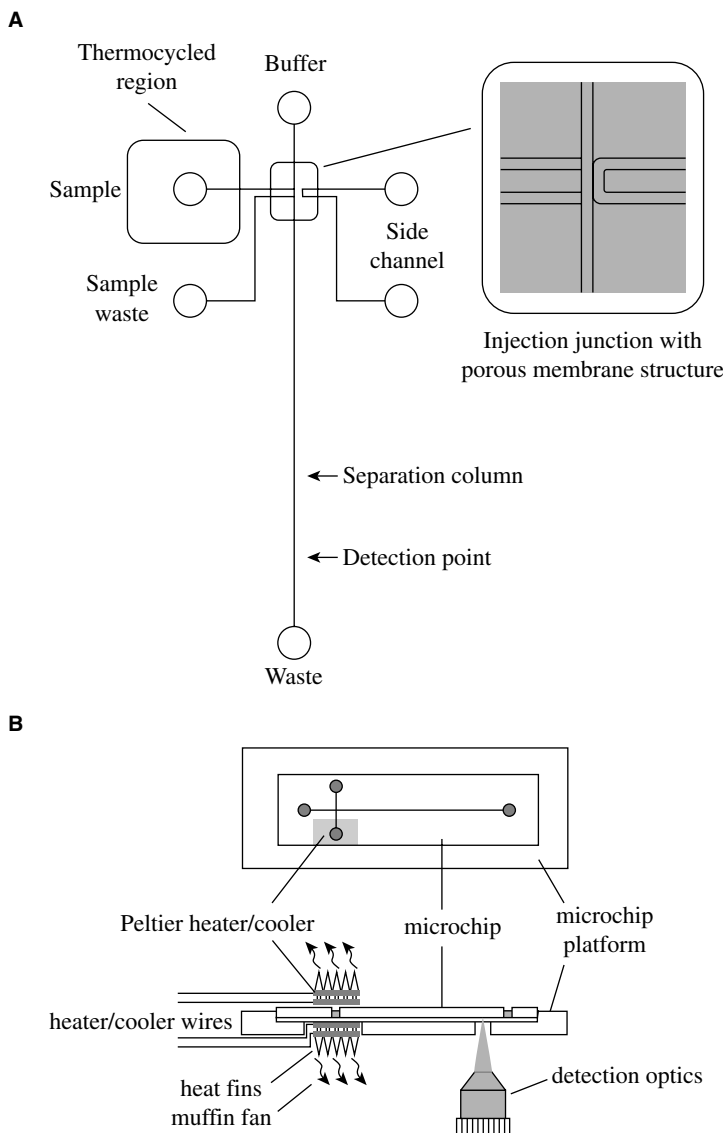 A
Thermocycled
region
Buffer
Sample
Side
channel
Sample
waste
Injection junction with
porous membrane structure
Separation column
Detection point
Waste
B
Peltier heater/cooler
microchip
microchip
platform
heater/cooler wires
heat fins
muffin fan
detection optics